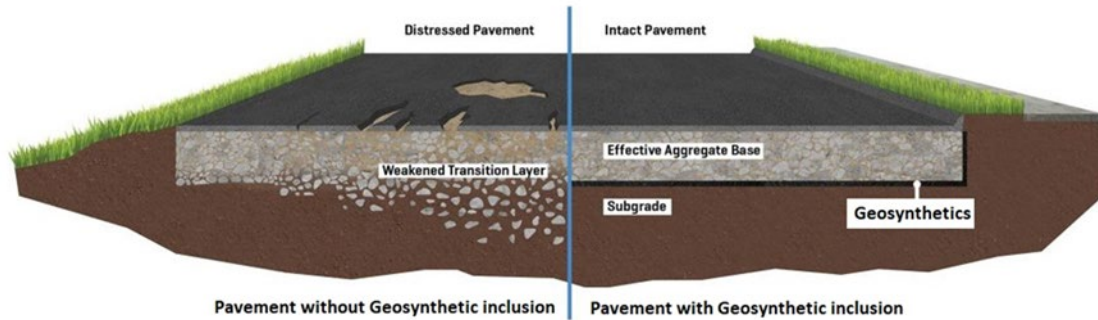 Distressed Pavement
Intact Pavement
Effective Aggregate Base
Weakened Transition Layer
Subgrade
Geosynthetics
Pavement without Geosynthetic inclusion
Pavement with Geosynthetic inclusion